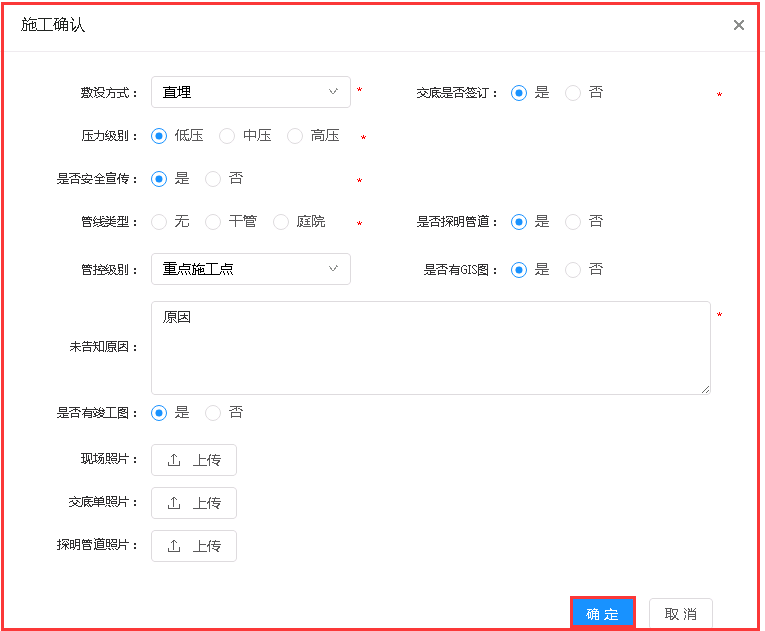 施工确认
敷设方式： 直埋 * 交底是否签订： 是 否 *
压力级别： 低压 中压 高压 *
是否安全宣传： 是 否 *
管线类型： 无 干管 庭院 * 是否探明管道： 是 否
管控级别： 重点施工点 是否有GIS图： 是 否
未告知原因： 原因 *
是否有竣工图： 是 否
现场照片： 上传
交底单照片： 上传
探明管道照片： 上传
确定 取消